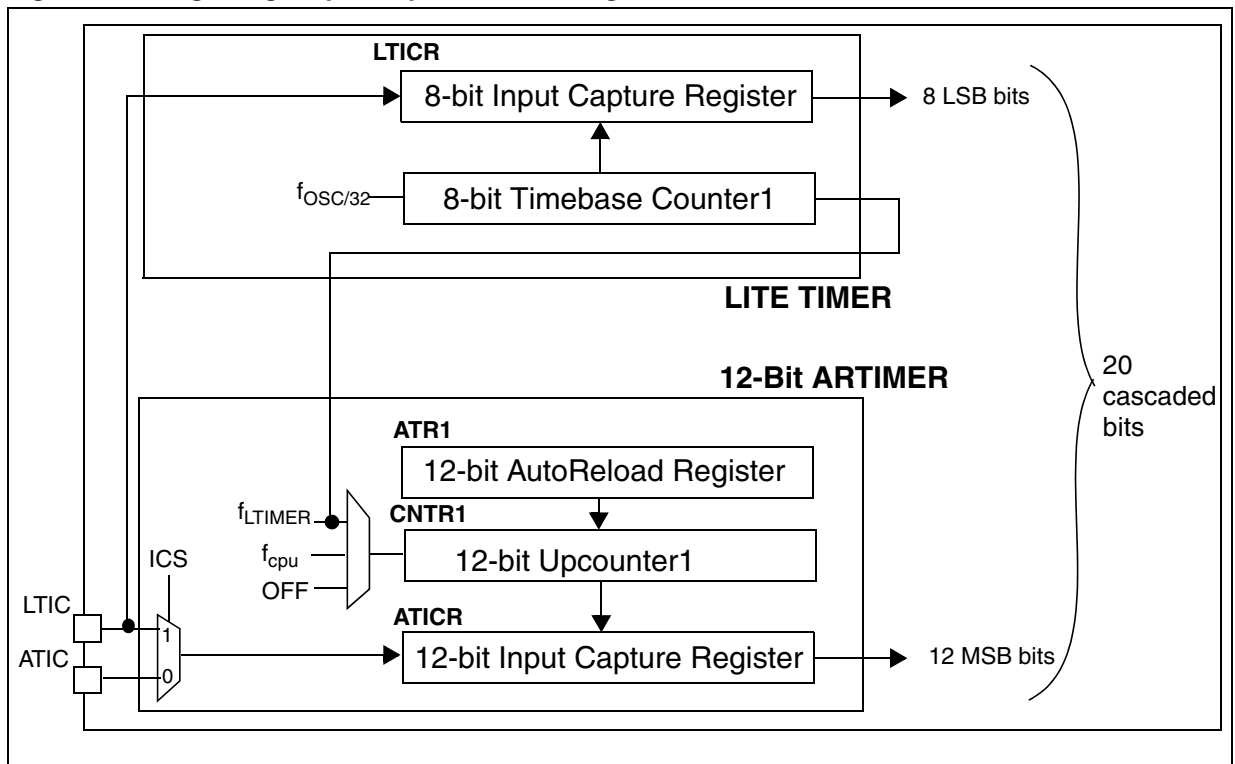 LTICR
8-bit Input Capture Register
8 LSB bits
fOSC/32
8-bit Timebase Counter1
LITE TIMER
20
cascaded
bits
12-Bit ARTIMER
ATR1
12-bit AutoReload Register
fLTIMER
CNTR1
fcpu
12-bit Upcounter1
OFF
ICS
LTIC
1
ATICR
ATIC
0
12-bit Input Capture Register
12 MSB bits